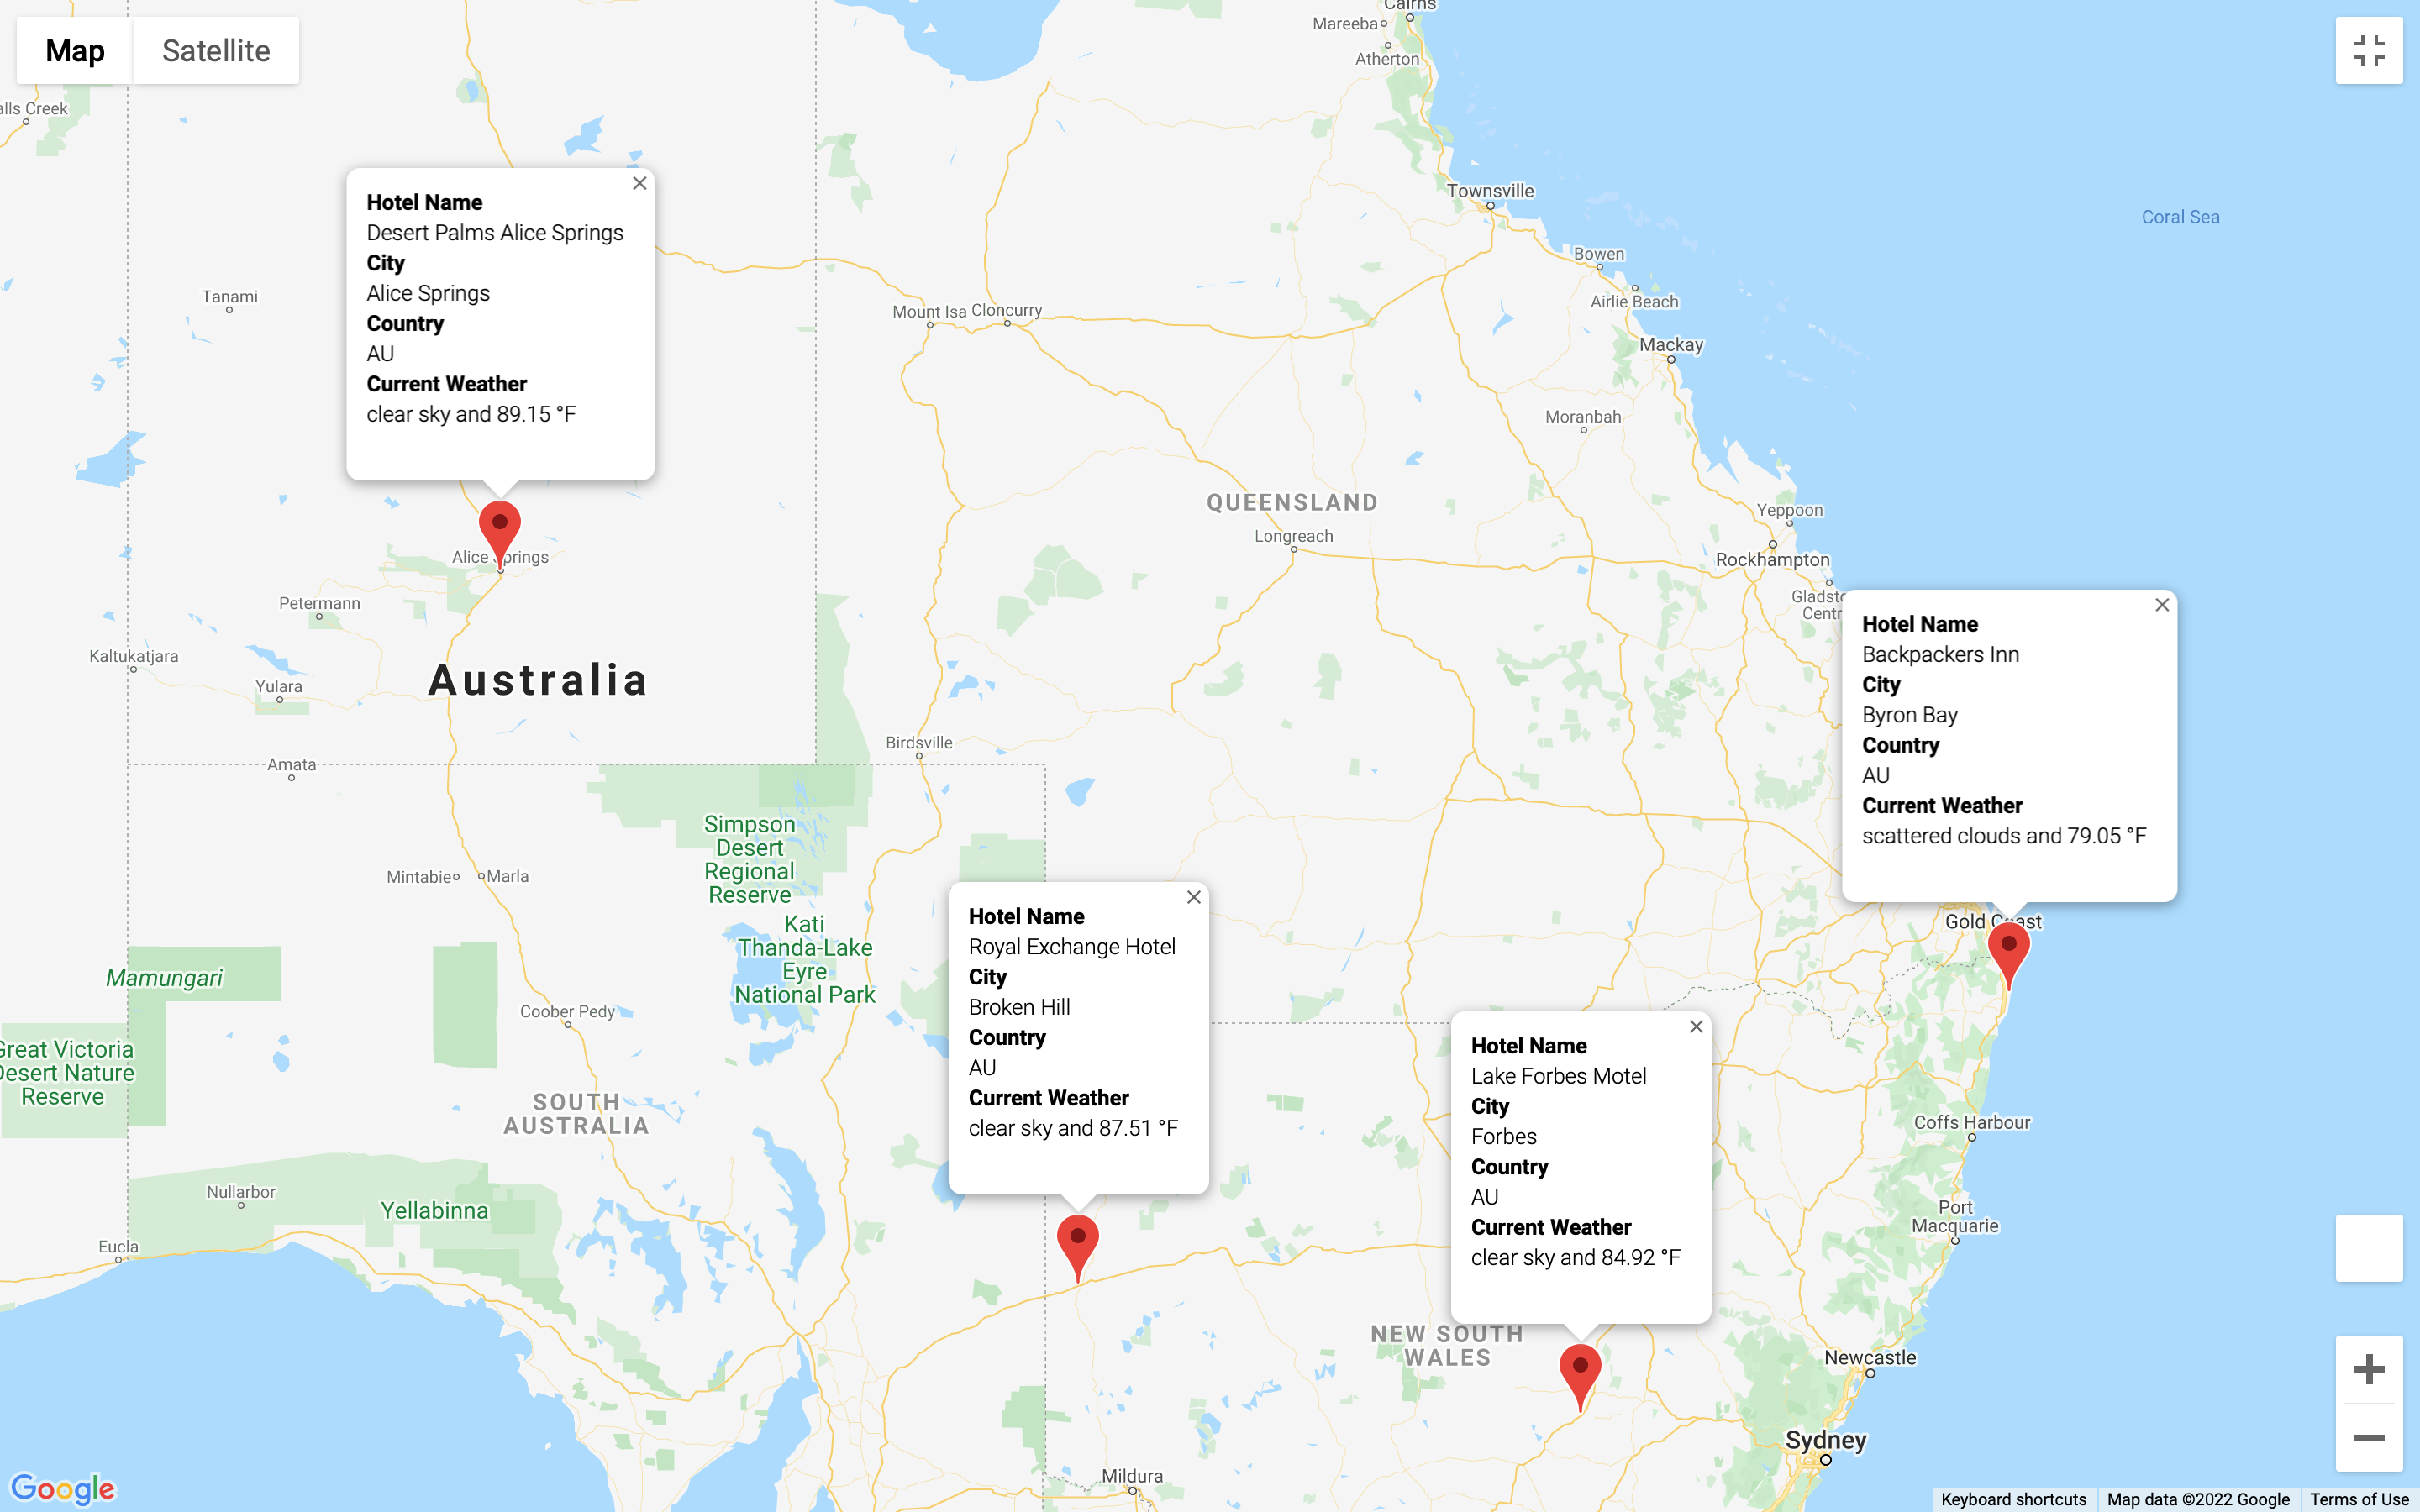 Map
Satellite
Cairns
Mareeba
Atherton
alls Creek
Townsville
Coral Sea
Bowen
Airlie Beach
Mackay
Tanami
Mount Isa
Cloncurry
Hotel Name
Desert Palms Alice Springs
City
Alice Springs
Country
AU
Current Weather
clear sky and 89.15 °F
Moranbah
QUEENSLAND
Longreach
Yeppoon
Rockhampton
Alice Springs
Petermann
Kaltukatjara
Yulara
Australia
Amata
Birdsville
Hotel Name
Backpackers Inn
City
Byron Bay
Country
AU
Current Weather
scattered clouds and 79.05 °F
Gold Coast
Simpson
Desert
Regional
Reserve
Mintabie
Marla
Kati
Thanda-Lake
Eyre
National Park
Mamungari
Coober Pedy
Great Victoria
Desert Nature
Reserve
SOUTH
AUSTRALIA
Hotel Name
Royal Exchange Hotel
City
Broken Hill
Country
AU
Current Weather
clear sky and 87.51 °F
Hotel Name
Lake Forbes Motel
City
Forbes
Country
AU
Current Weather
clear sky and 84.92 °F
Coffs Harbour
Port
Macquarie
Nullarbor
Yellabinna
Eucla
NEW SOUTH
WALES
Newcastle
Sydney
Mildura
Google
Keyboard shortcuts
Map data ©2022 Google
Terms of Use